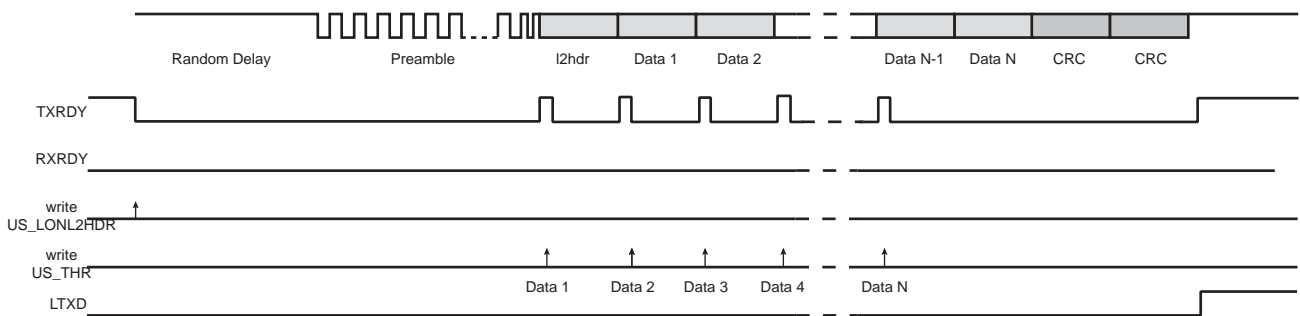 Random Delay Preamble l2hdr Data 1 Data 2 Data N-1 Data N CRC CRC
TXRDY
RXRDY
write
US_LONL2HDR
write
US_THR
Data 1 Data 2 Data 3 Data 4 Data N
LTXD